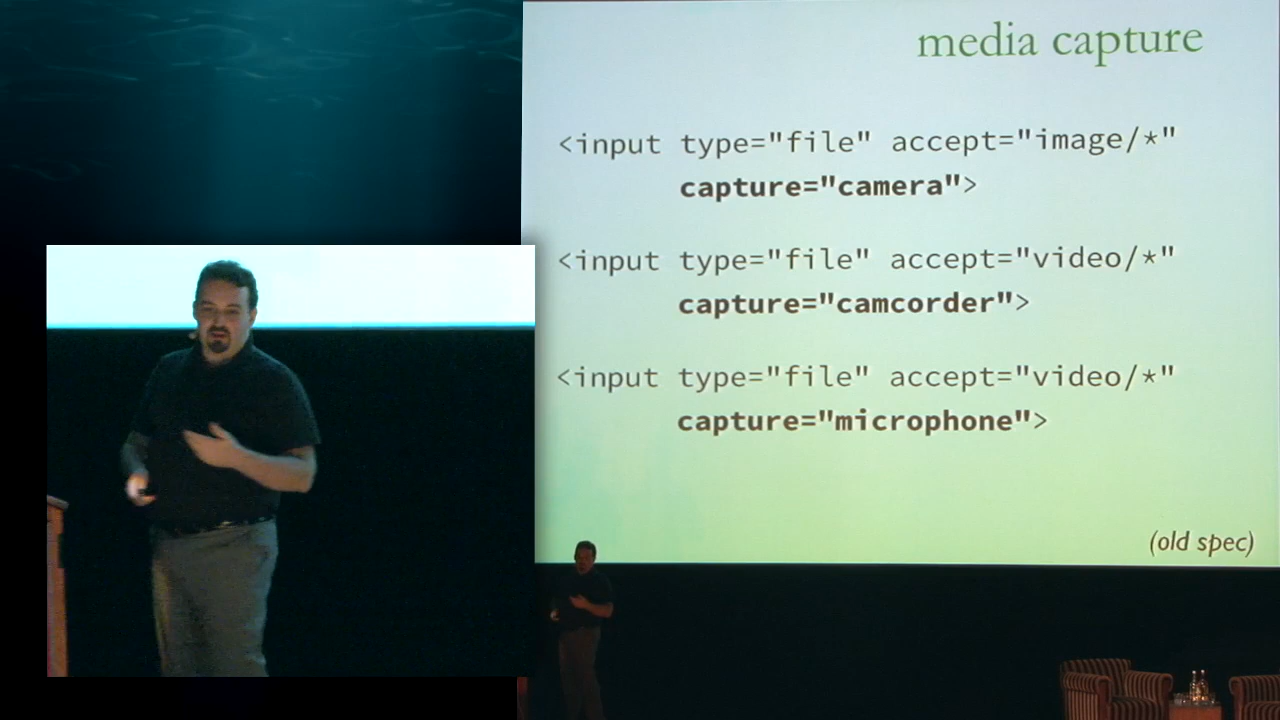 media capture
<input type="file" accept="image/*"
capture="camera">
<input type="file" accept="video/*"
capture="camcorder">
<input type="file" accept="video/*"
capture="microphone">
(old spec)